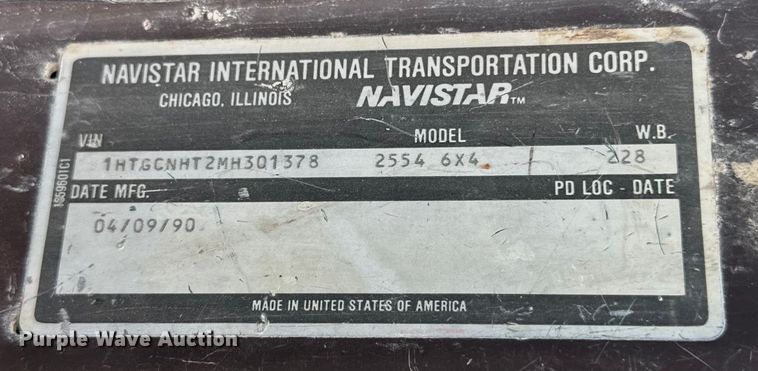 NAVISTAR INTERNATIONAL TRANSPORTATION CORP.
CHICAGO, ILLINOIS NAVISTAR™
VIN MODEL W.B.
1HTGCNHT2MH301378 2554 6X4 228
DATE MFG. PD LOC - DATE
04/09/90
MADE IN UNITED STATES OF AMERICA
Purple Wave Auction